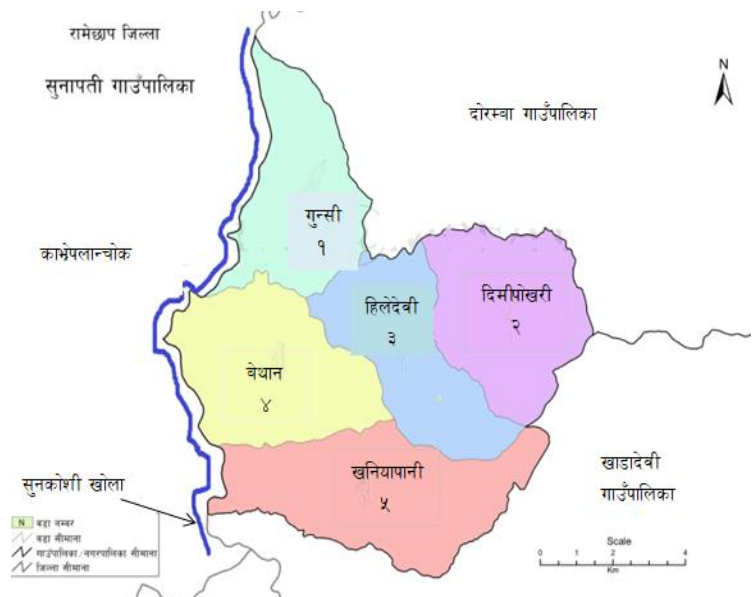 रामेछाप जिल्ला
सुनापती गाउँपालिका
N
दोरम्बा गाउँपालिका
गुन्सी
१
काभ्रेपलान्चोक
हिलेदेवी
३
दिमीपोखरी
२
बेथान
४
खनियापानी
५
खाडादेवी
गाउँपालिका
सुनकोशी खोला
N वडा नम्बर
वडा सीमाना
गाउँपालिका/नगरपालिका सीमाना
जिल्ला सीमाना
Scale
0 1 2 4
Km